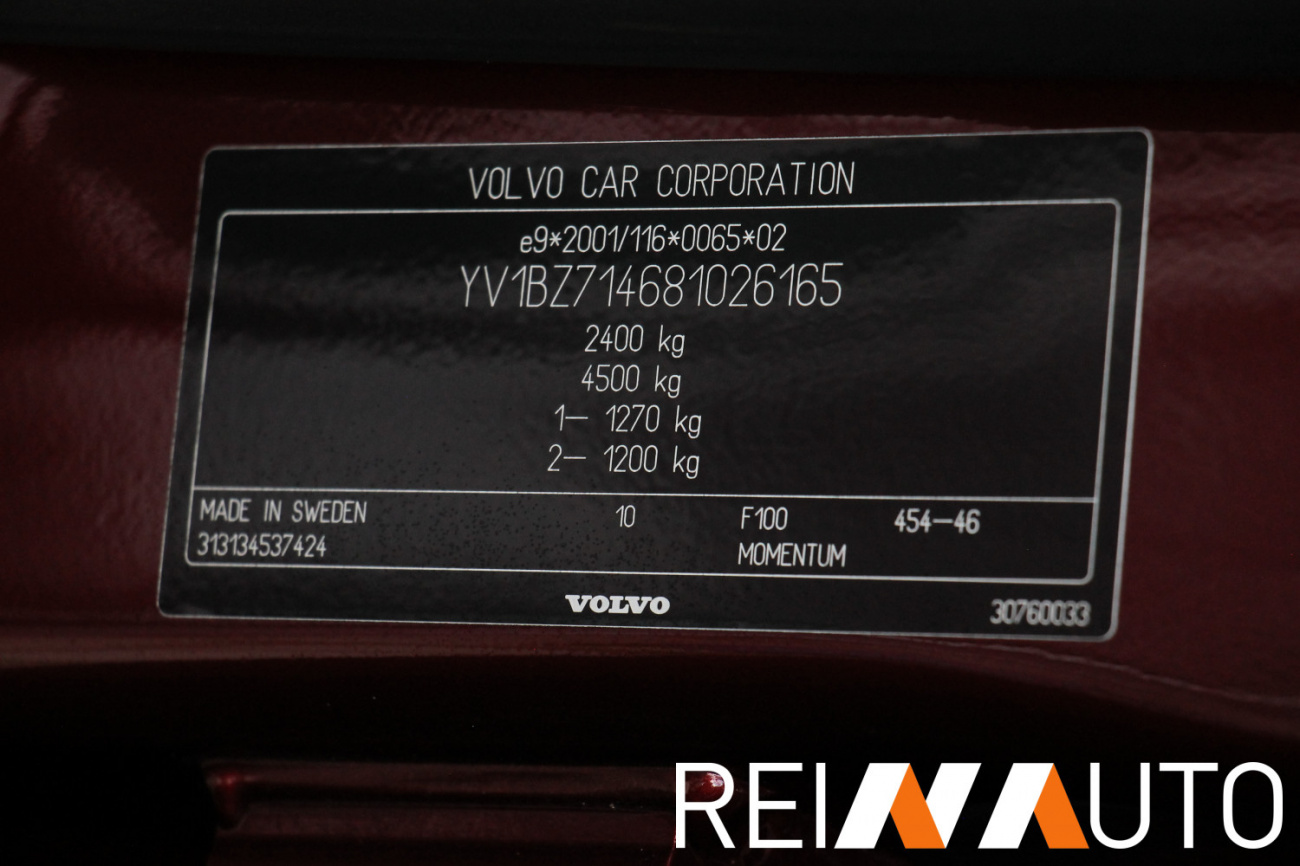 VOLVO CAR CORPORATION
e9*2001/116*0065*02
YV1BZ714681026165
2400 kg
4500 kg
1– 1270 kg
2– 1200 kg
MADE IN SWEDEN 10 F100 454–46
313134537424 MOMENTUM
VOLVO 30760033
REINAUTO